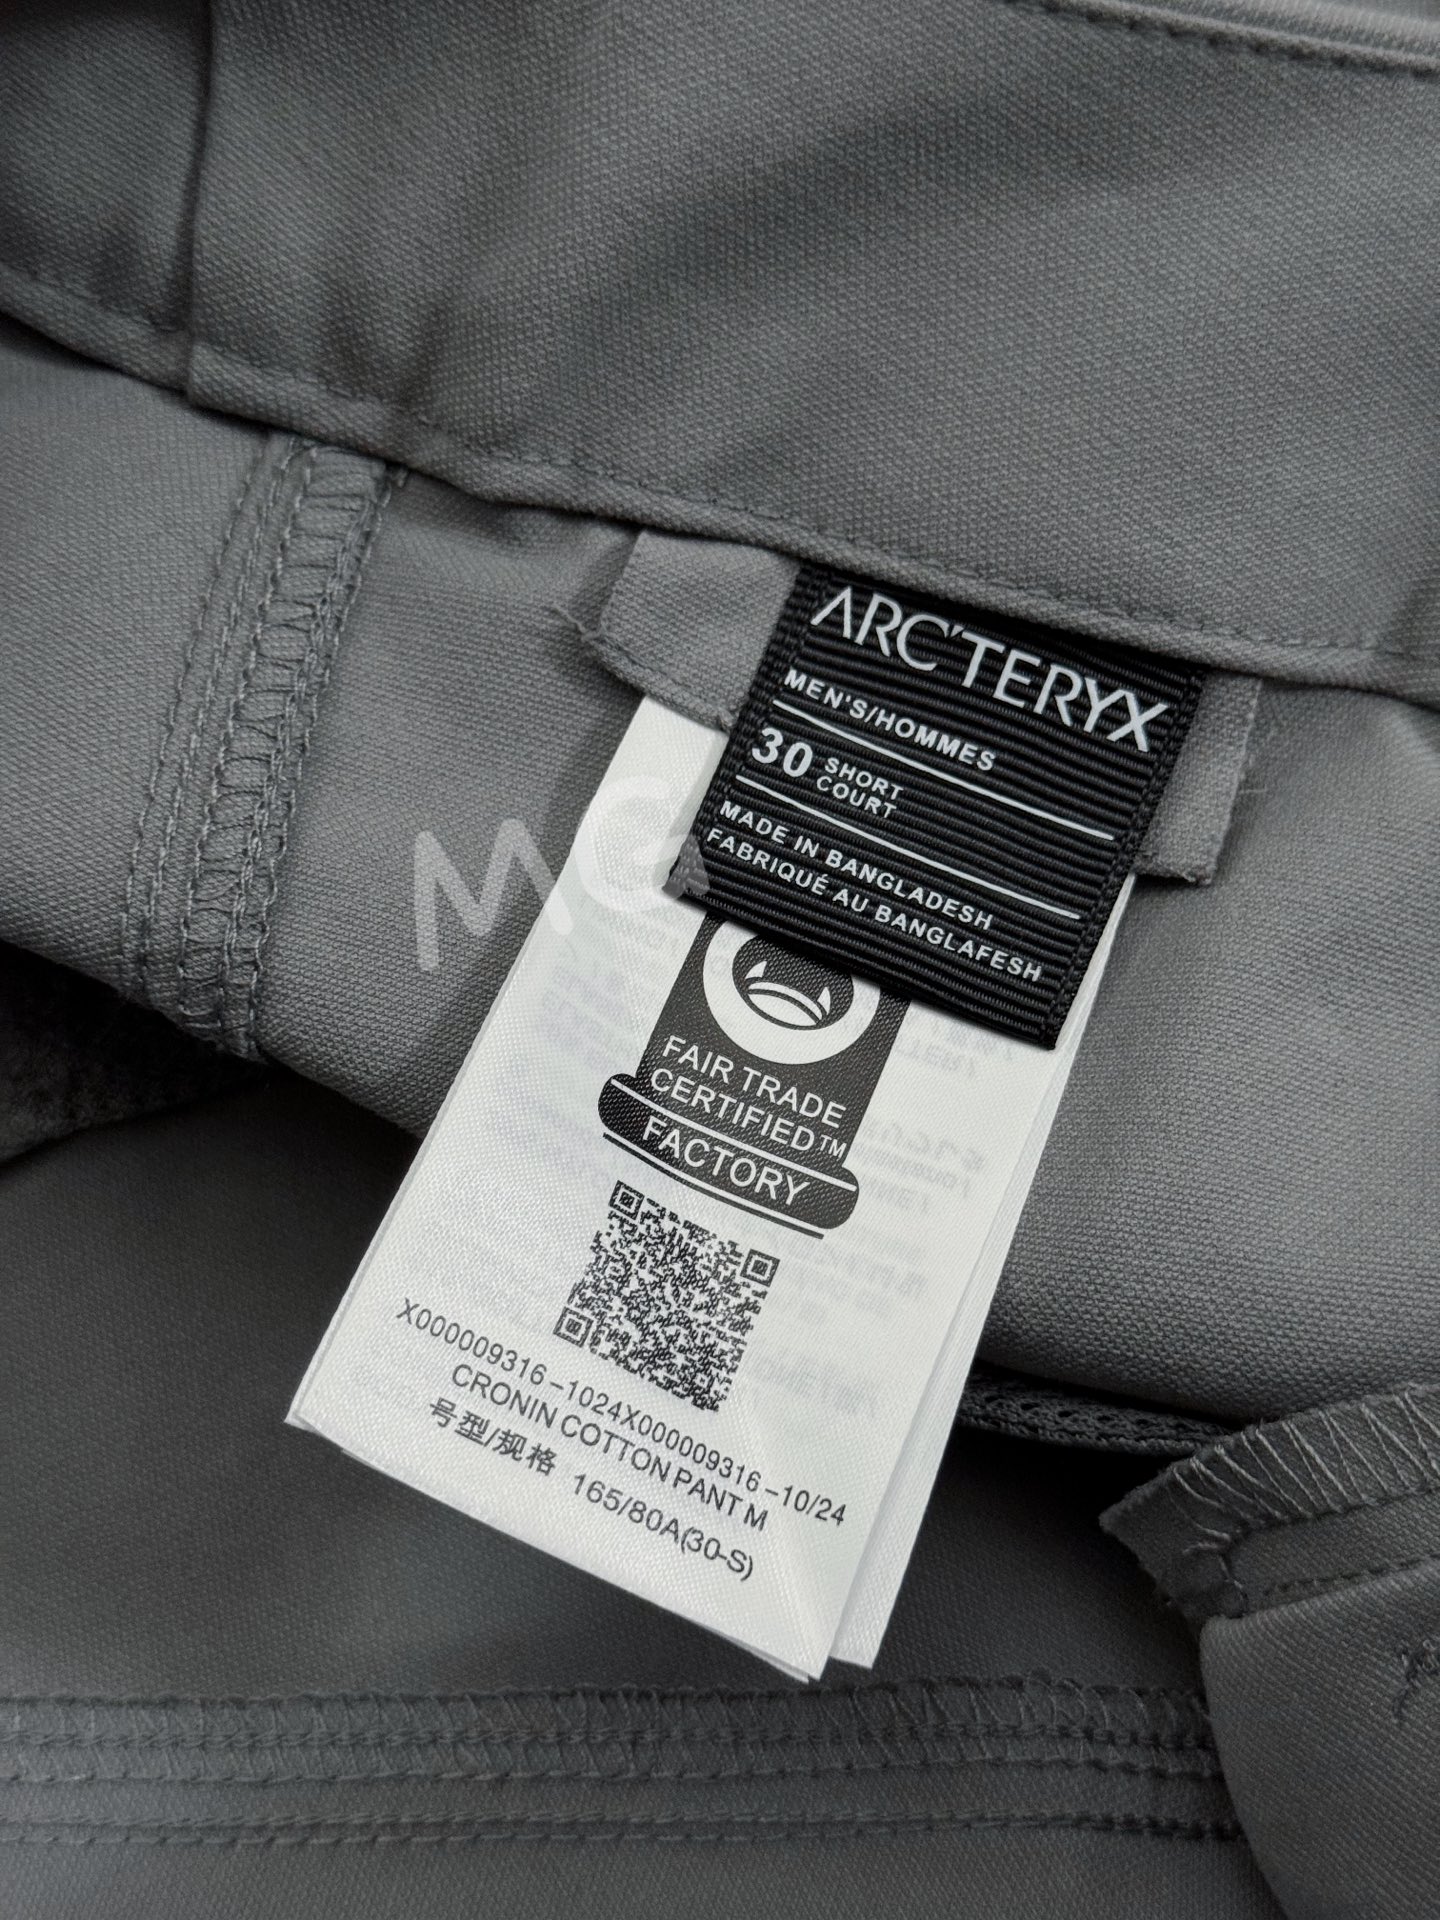 ARC'TERYX
MEN'S/HOMMES
30 SHORT
COURT
MADE IN BANGLADESH
FABRIQUÉ AU BANGLAFESH
MG
FAIR TRADE
CERTIFIED™
FACTORY
X000009316-1024X000009316-10/24
CRONIN COTTON PANT M
号型/规格 165/80A(30-S)